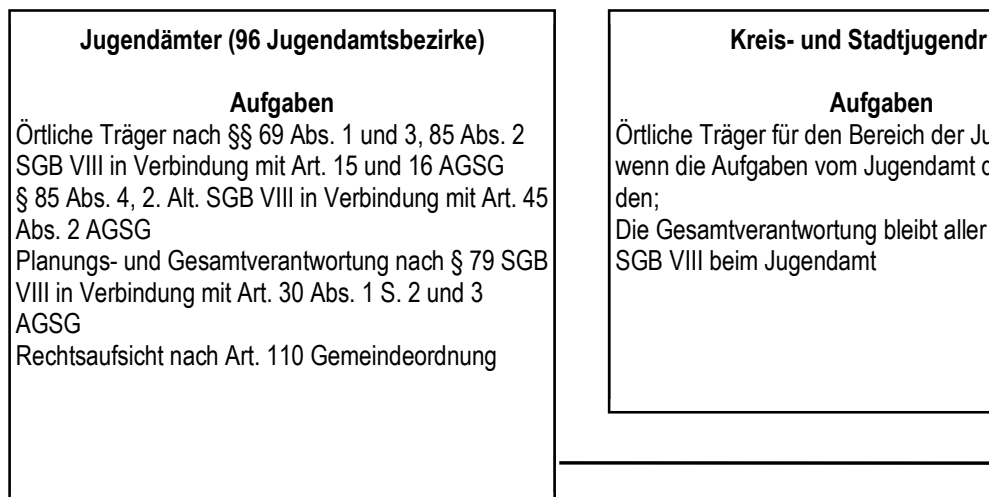 Jugendämter (96 Jugendamtsbezirke)
Aufgaben
Örtliche Träger nach §§ 69 Abs. 1 und 3, 85 Abs. 2
SGB VIII in Verbindung mit Art. 15 und 16 AGSG
§ 85 Abs. 4, 2. Alt. SGB VIII in Verbindung mit Art. 45
Abs. 2 AGSG
Planungs- und Gesamtverantwortung nach § 79 SGB
VIII in Verbindung mit Art. 30 Abs. 1 S. 2 und 3
AGSG
Rechtsaufsicht nach Art. 110 Gemeindeordnung
Kreis- und
Aufgaben
Örtliche Träger für den Bereich der
wenn die Aufgaben vom Jugendamt
den;
Die Gesamtverantwortung bleibt
SGB VIII beim Jugendamt